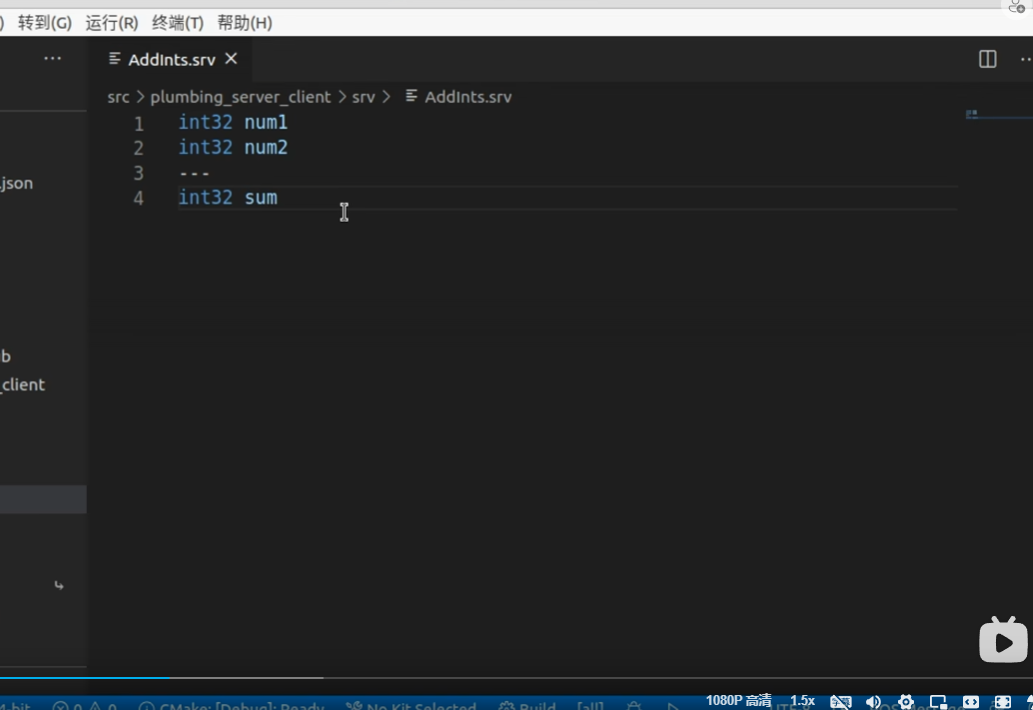 ) 转到(G) 运行(R) 终端(T) 帮助(H)
AddInts.srv
src > plumbing_server_client > srv > AddInts.srv
1 int32 num1
2 int32 num2
3 ---
4 int32 sum
.json
b
_client
1080P 高清 1.5x
4-bit 0 0 CMake: [Debug]: Ready No Kit Selected Build [all]